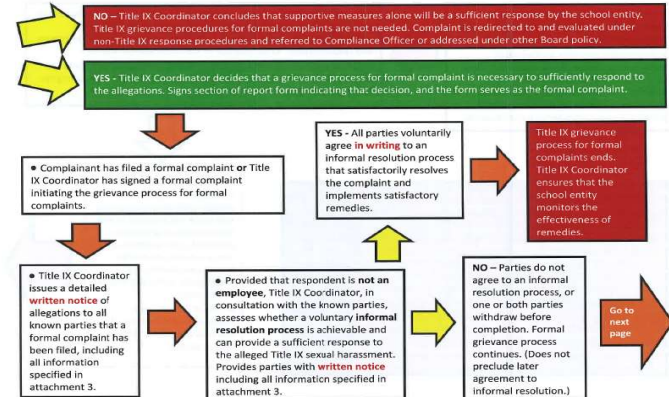 NO – Title IX Coordinator concludes that supportive measures alone will be a sufficient response by the school entity.
Title IX grievance procedures for formal complaints are not needed. Complaint is redirected to and evaluated under
non-Title IX response procedures and referred to Compliance Officer or addressed under other Board policy.
YES - Title IX Coordinator decides that a grievance process for formal complaint is necessary to sufficiently respond to
the allegations. Signs section of report form indicating that decision, and the form serves as the formal complaint.
• Complainant has filed a formal complaint or Title
IX Coordinator has signed a formal complaint
initiating the grievance process for formal
complaints.
YES - All parties voluntarily
agree in writing to an
informal resolution process
that satisfactorily resolves
the complaint and
implements satisfactory
remedies.
Title IX grievance
process for formal
complaints ends.
Title IX Coordinator
ensures that the
school entity
monitors the
effectiveness of
remedies.
• Title IX Coordinator
issues a detailed
written notice of
allegations to all
known parties that a
formal complaint has
been filed, including
all information
specified in
attachment 3.
• Provided that respondent is not an
employee, Title IX Coordinator, in
consultation with the known parties,
assesses whether a voluntary informal
resolution process is achievable and
can provide a sufficient response to
the alleged Title IX sexual harassment.
Provides parties with written notice
including all information specified in
attachment 3.
NO – Parties do not
agree to an informal
resolution process, or
one or both parties
withdraw before
completion. Formal
grievance process
continues. (Does not
preclude later
agreement to
informal resolution.)
Go to
next
page